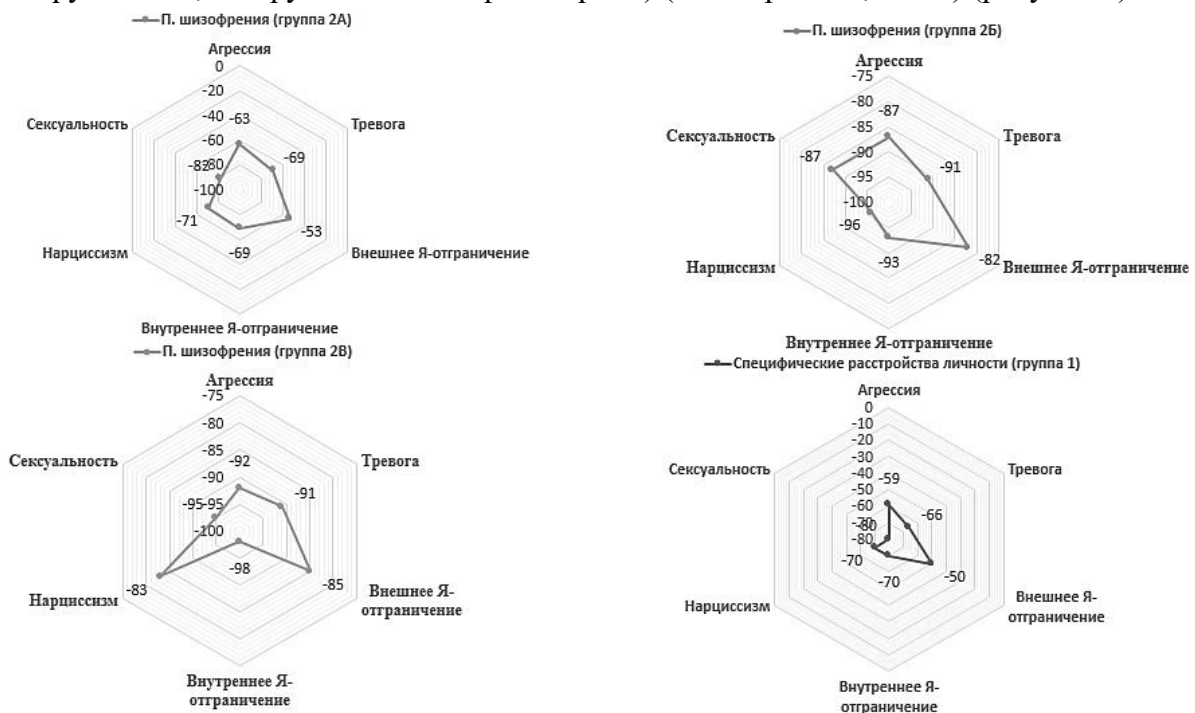 П. шизофрения (группа 2А)
Агрессия
0
-20
-40
-60
-80
-100
-63
Тревога
-69
Внешнее Я-отграничение
-53
Внутреннее Я-отграничение
-69
Нарциссизм
-71
Сексуальность
-82
П. шизофрения (группа 2Б)
Агрессия
-75
-80
-85
-90
-95
-100
-87
Тревога
-91
Внешнее Я-отграничение
-82
Внутреннее Я-отграничение
-93
Нарциссизм
-96
Сексуальность
-87
П. шизофрения (группа 2В)
Агрессия
-75
-80
-85
-90
-95
-100
-92
Тревога
-91
Внешнее Я-
отграничение
-85
Внутреннее Я-
отграничение
-98
Нарциссизм
-83
Сексуальность
-95
Специфические расстройства личности (группа 1)
Агрессия
0
-10
-20
-30
-40
-50
-60
-70
-80
-59
Тревога
-66
Внешнее Я-
отграничение
-50
Внутреннее Я-
отграничение
-70
Нарциссизм
-70
Сексуальность
-80